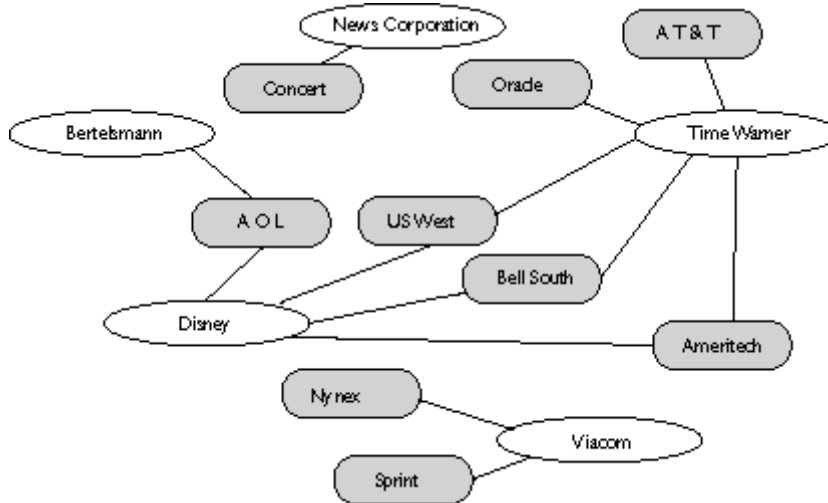 News Corporation
A T & T
Concert
Oracle
Bertelsmann
Time Warner
A O L
US West
Bell South
Disney
Ameritech
Nynex
Viacom
Sprint